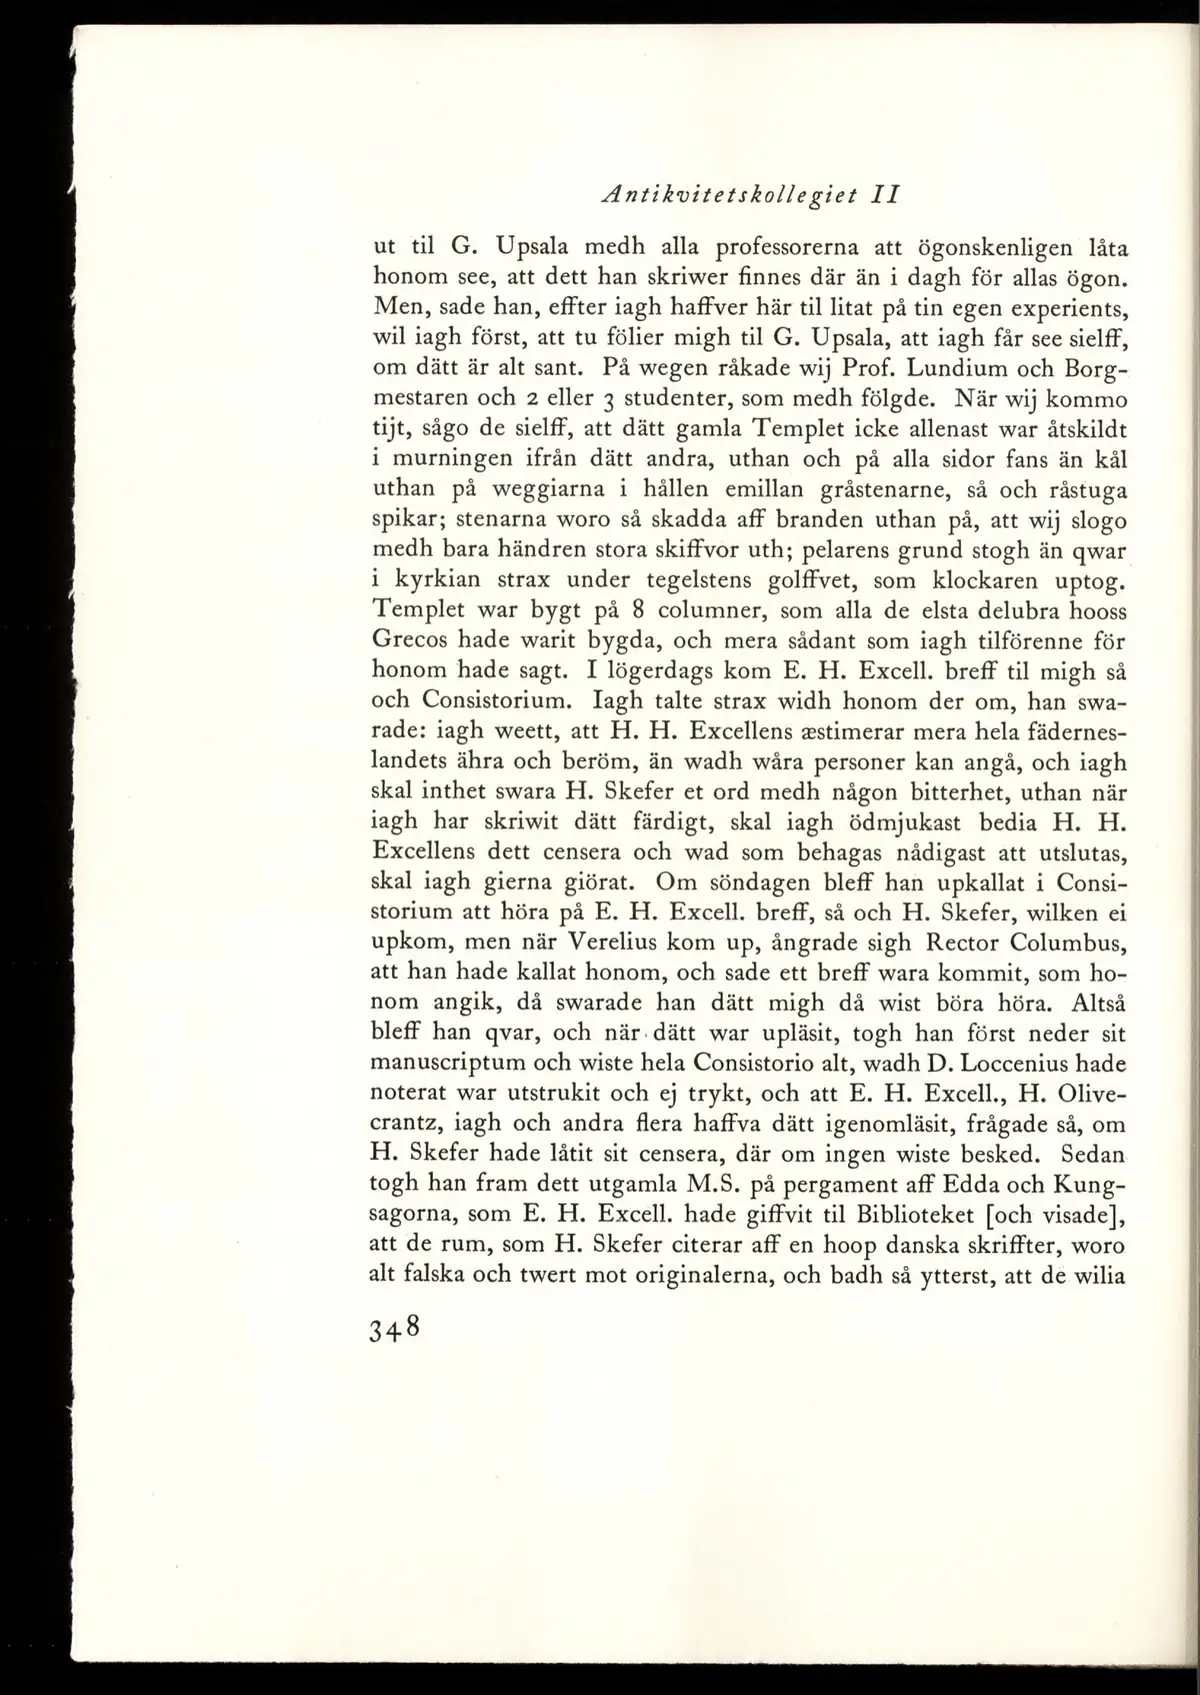 Antikvitetskollegiet II
ut til G. Upsala medh alla professorerna att ögonskenligen låta
honom see, att dett han skriwer finnes där än i dagh för allas ögon.
Men, sade han, effter iagh haffver här til litat på tin egen experients,
wil iagh först, att tu fölier migh til G. Upsala, att iagh får see sielff,
om dätt är alt sant. På wegen råkade wij Prof. Lundium och Borg-
mestaren och 2 eller 3 studenter, som medh fölgde. När wij kommo
tijt, sågo de sielff, att dätt gamla Templet icke allenast war åtskildt
i murningen ifrån dätt andra, uthan och på alla sidor fans än kål
uthan på weggiarna i hållen emillan gråstenarne, så och råstuga
spikar; stenarna woro så skadda aff branden uthan på, att wij slogo
medh bara händren stora skiffvor uth; pelarens grund stogh än qwar
i kyrkian strax under tegelstens golffvet, som klockaren uptog.
Templet war bygt på 8 columner, som alla de elsta delubra hooss
Grecos hade warit bygda, och mera sådant som iagh tilförenne för
honom hade sagt. I lögerdags kom E. H. Excell. breff til migh så
och Consistorium. Iagh talte strax widh honom der om, han swa-
rade: iagh weett, att H. H. Excellens æstimerar mera hela fädernes-
landets ähra och beröm, än wadh wåra personer kan angå, och iagh
skal inthet swara H. Skefer et ord medh någon bitterhet, uthan när
iagh har skriwit dätt färdigt, skal iagh ödmjukast bedia H. H.
Excellens dett censera och wad som behagas nådigast att utslutas,
skal iagh gierna giörat. Om söndagen bleff han upkallat i Consi-
storium att höra på E. H. Excell. breff, så och H. Skefer, wilken ei
upkom, men när Verelius kom up, ångrade sigh Rector Columbus,
att han hade kallat honom, och sade ett breff wara kommit, som ho-
nom angik, då swarade han dätt migh då wist böra höra. Altså
bleff han qvar, och när dätt war upläsit, togh han först neder sit
manuscriptum och wiste hela Consistorio alt, wadh D. Loccenius hade
noterat war utstrukit och ej trykt, och att E. H. Excell., H. Olive-
crantz, iagh och andra flera haffva dätt igenomläsit, frågade så, om
H. Skefer hade låtit sit censera, där om ingen wiste besked. Sedan
togh han fram dett utgamla M.S. på pergament aff Edda och Kung-
sagorna, som E. H. Excell. hade giffvit til Biblioteket [och visade],
att de rum, som H. Skefer citerar aff en hoop danska skriffter, woro
alt falska och twert mot originalerna, och badh så ytterst, att de wilia
348